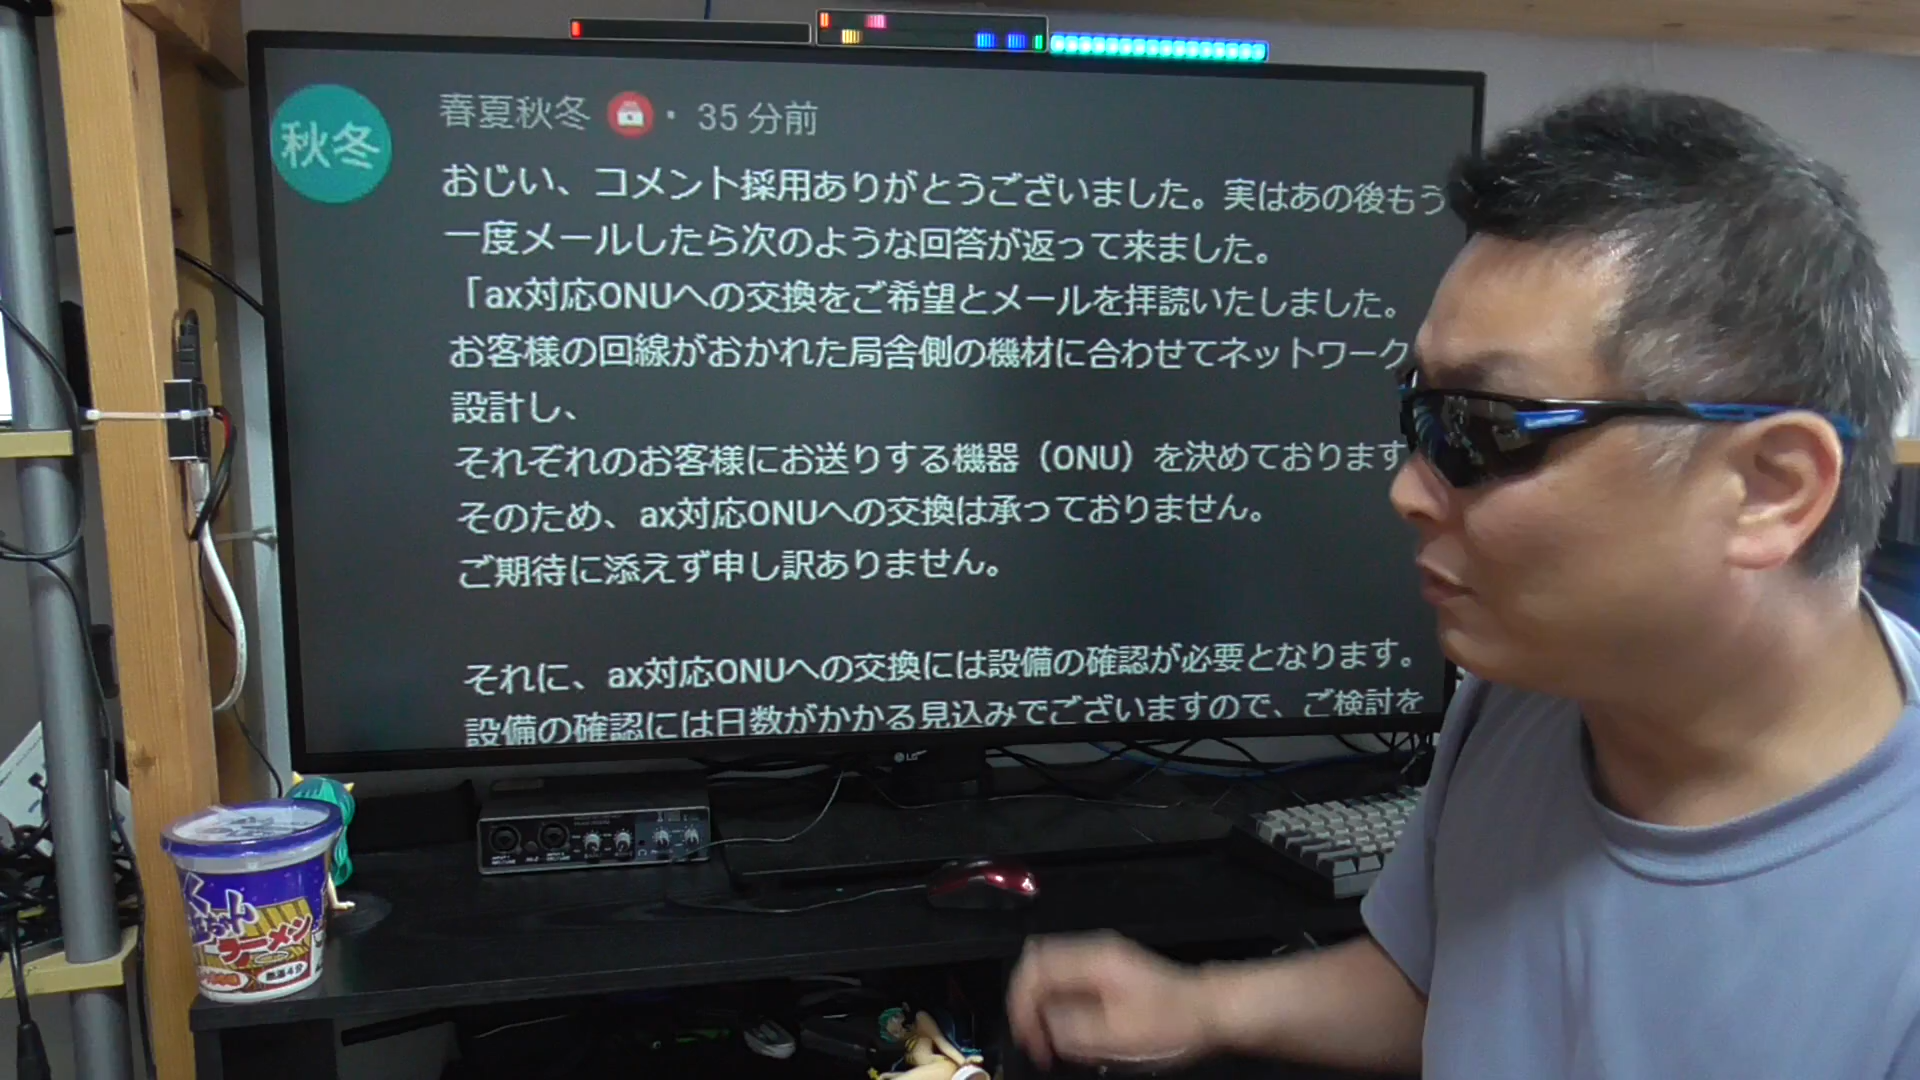 秋冬
春夏秋冬 ・ 35 分前
おじい、コメント採用ありがとうございました。実はあの後もう
一度メールしたら次のような回答が返って来ました。
「ax対応ONUへの交換をご希望とメールを拝読いたしました。
お客様の回線がおかれた局舎側の機材に合わせてネットワーク
設計し、
それぞれのお客様にお送りする機器（ONU）を決めております
そのため、ax対応ONUへの交換は承っておりません。
ご期待に添えず申し訳ありません。
それに、ax対応ONUへの交換には設備の確認が必要となります。
設備の確認には日数がかかる見込みでございますので、ご検討を
LG
ラーメン